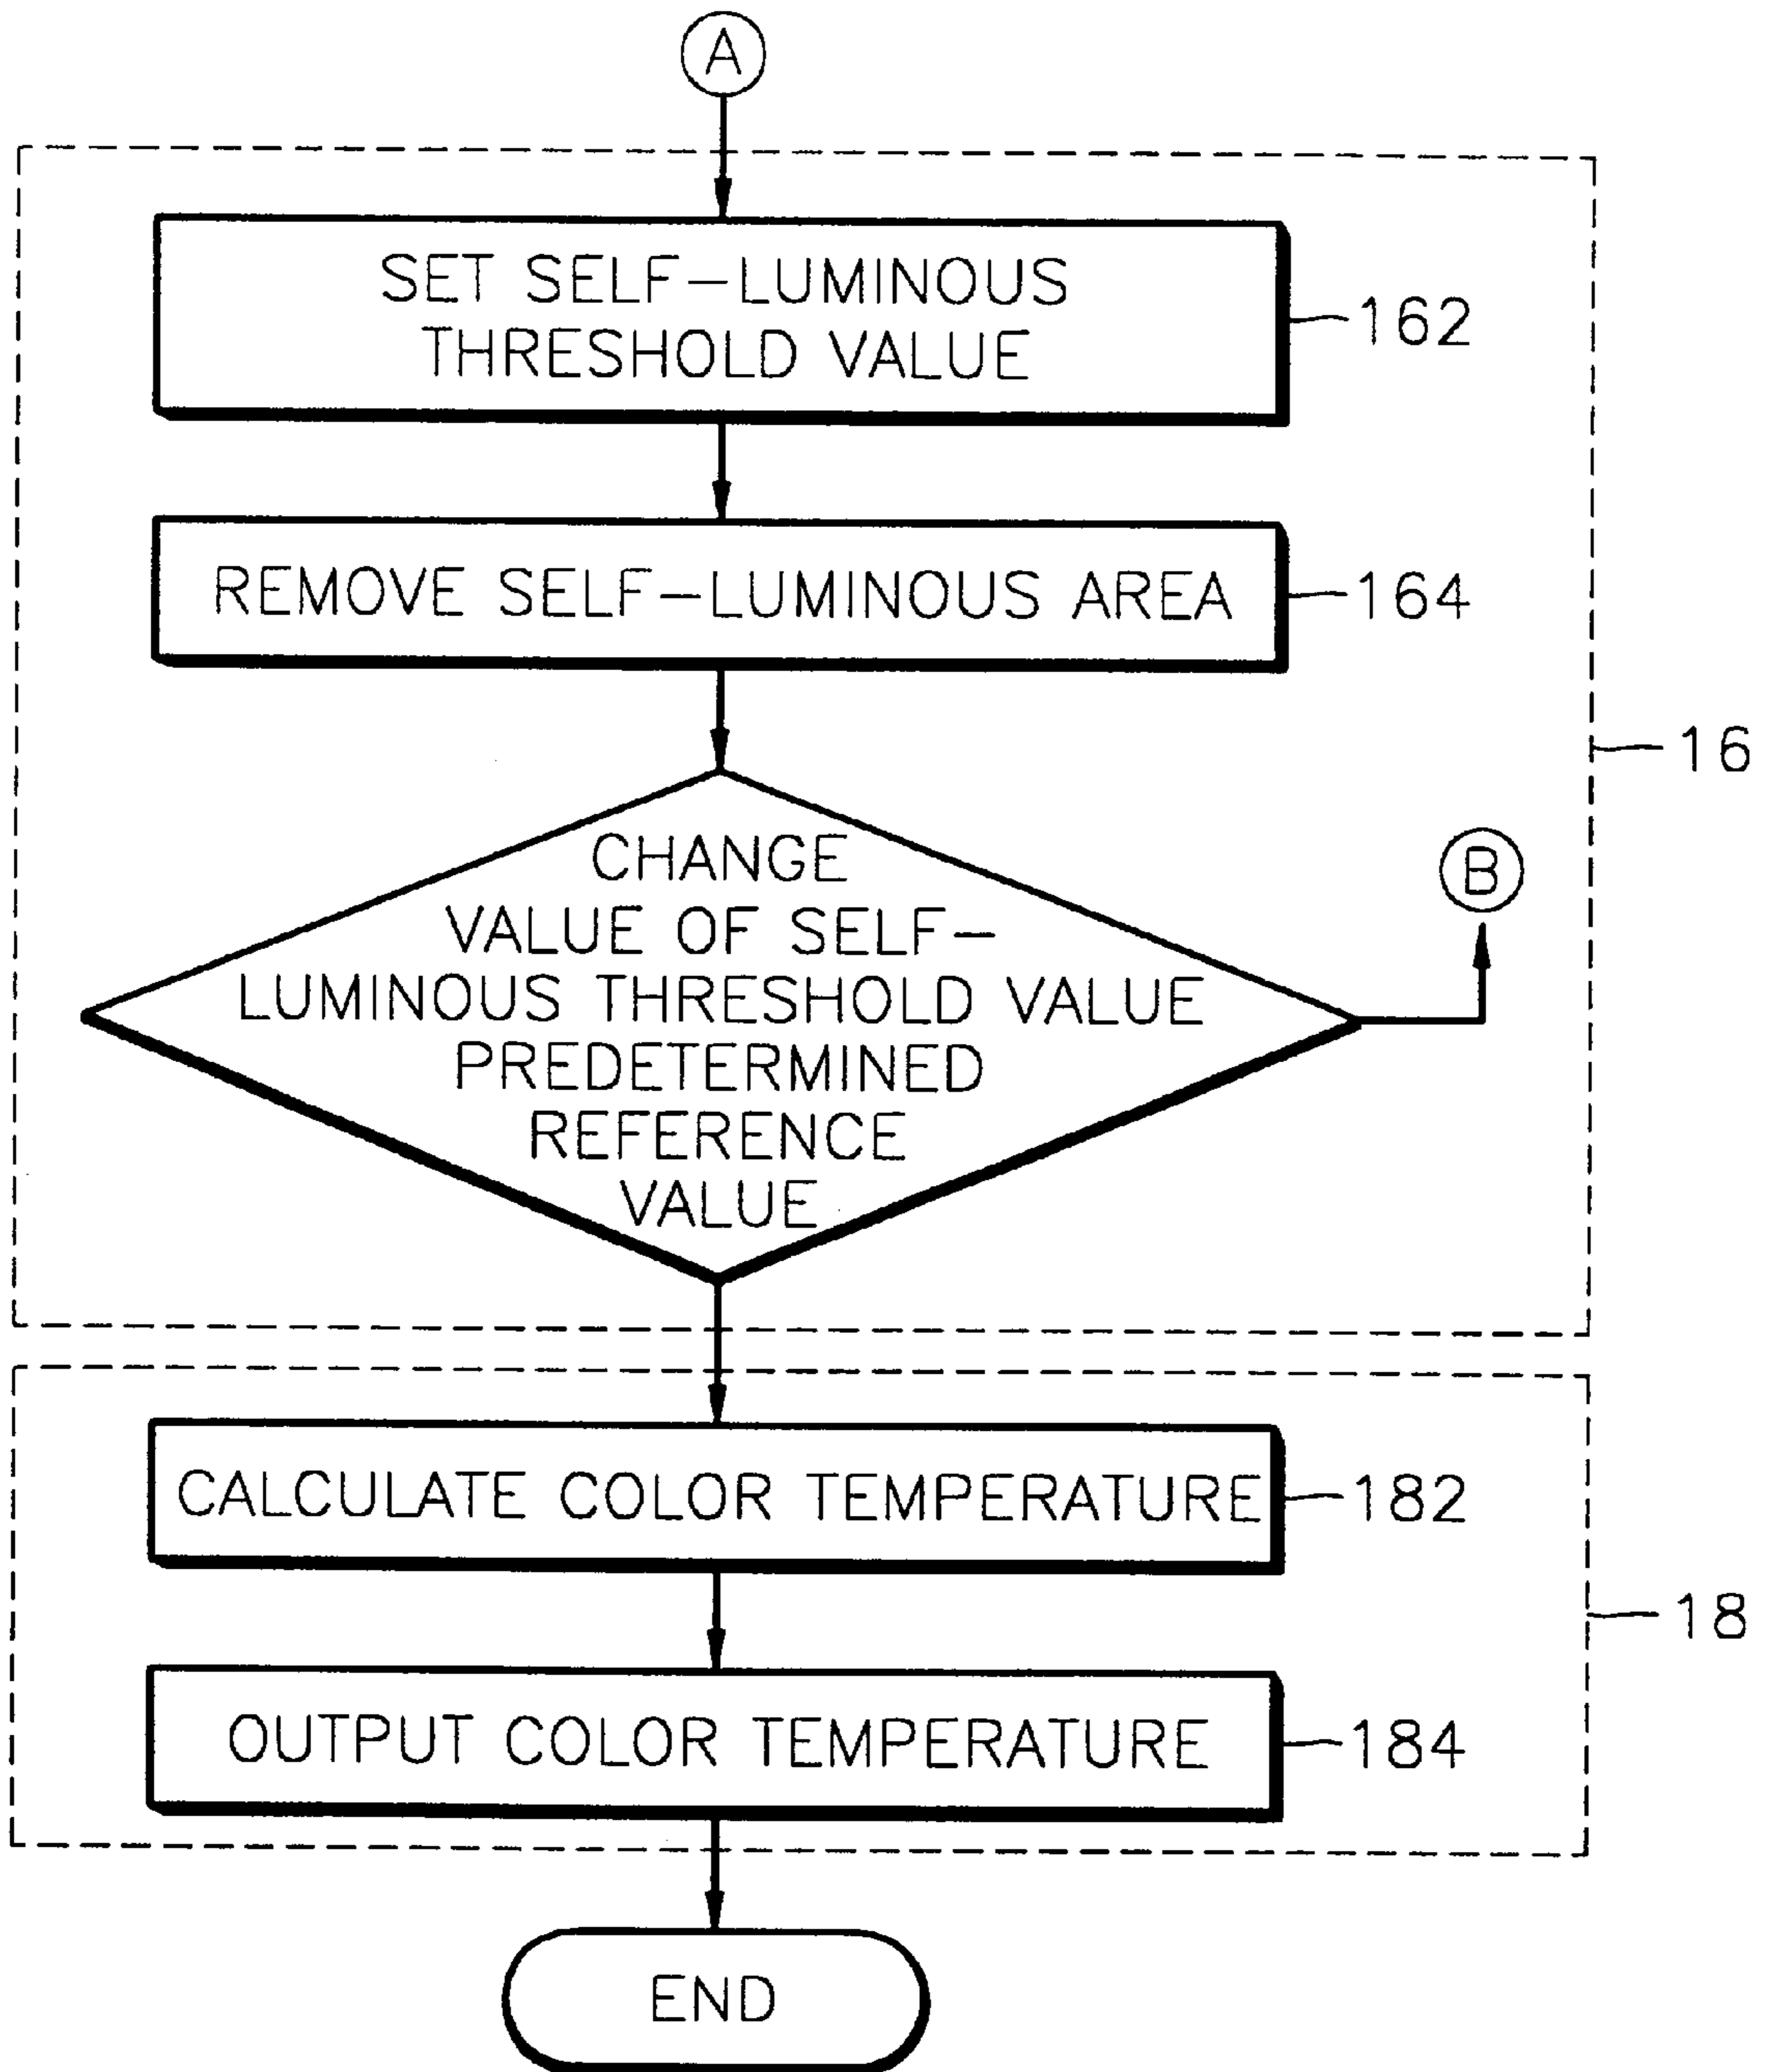 A
SET SELF-LUMINOUS
THRESHOLD VALUE
162
REMOVE SELF-LUMINOUS AREA
164
16
CHANGE
VALUE OF SELF-
LUMINOUS THRESHOLD VALUE
PREDETERMINED
REFERENCE
VALUE
B
CALCULATE COLOR TEMPERATURE
182
18
OUTPUT COLOR TEMPERATURE
184
END